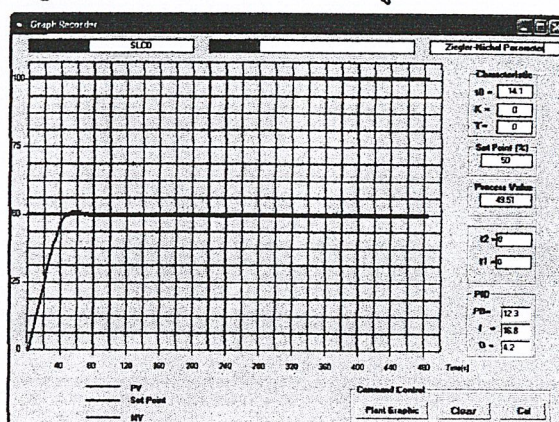 Graph Recorder
SLCD
Ziegler-Nichol Parameter
100
75
50
25
0
40 80 120 160 200 240 280 320 360 400 440 480 Time(s)
PV
Set Point
MV
Characteristic
14.1
K = 0
T = 0
Set Point (%)
50
Process Value
49.51
t2 = 0
t1 = 0
PID
PB= 12.3
I 16.8
D = 4.2
Command Control
Plant Graphic Close Cal